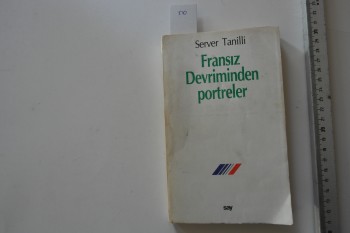 Server Tanilli
Fransız
Devriminden
portreler
say